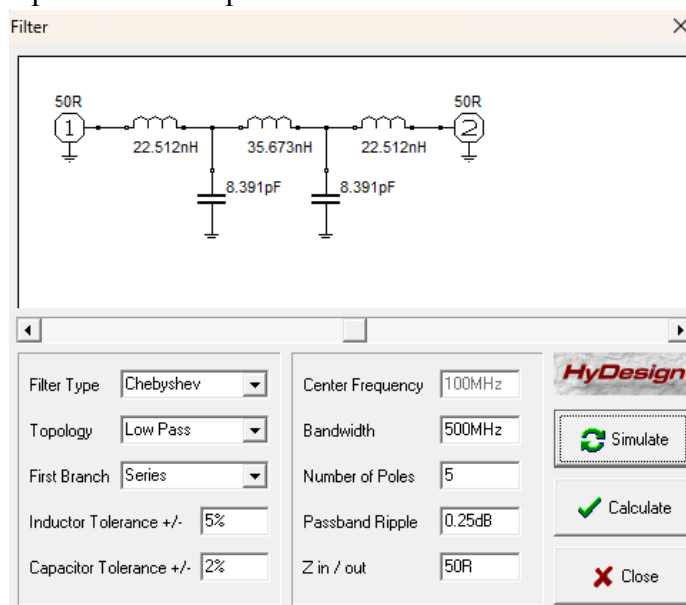 Filter
50R
50R
1
2
22.512nH
35.673nH
22.512nH
8.391pF
8.391pF
Filter Type Chebyshev
Topology Low Pass
First Branch Series
Inductor Tolerance +/- 5%
Capacitor Tolerance +/- 2%
Center Frequency 100MHz
Bandwidth 500MHz
Number of Poles 5
Passband Ripple 0.25dB
Z in / out 50R
HyDesign
Simulate
Calculate
Close